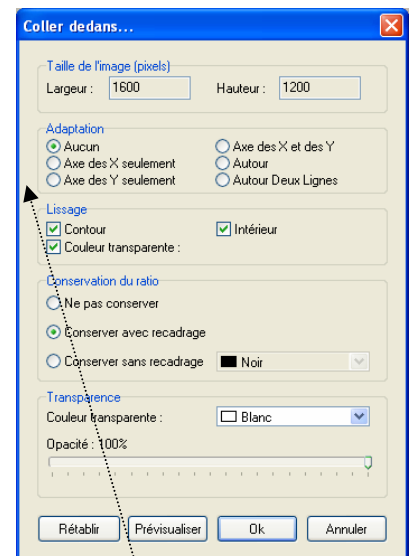 Coller dedans...
Taille de l'image (pixels)
Largeur : 1600 Hauteur : 1200
Adaptation
Aucun Axe des X et des Y
Axe des X seulement Autour
Axe des Y seulement Autour Deux Lignes
Lissage
Contour Intérieur
Couleur transparente :
Conservation du ratio
Ne pas conserver
Conserver avec recadrage
Conserver sans recadrage Noir
Transparence
Couleur transparente : Blanc
Opacité : 100%
Rétablir Prévisualiser Ok Annuler